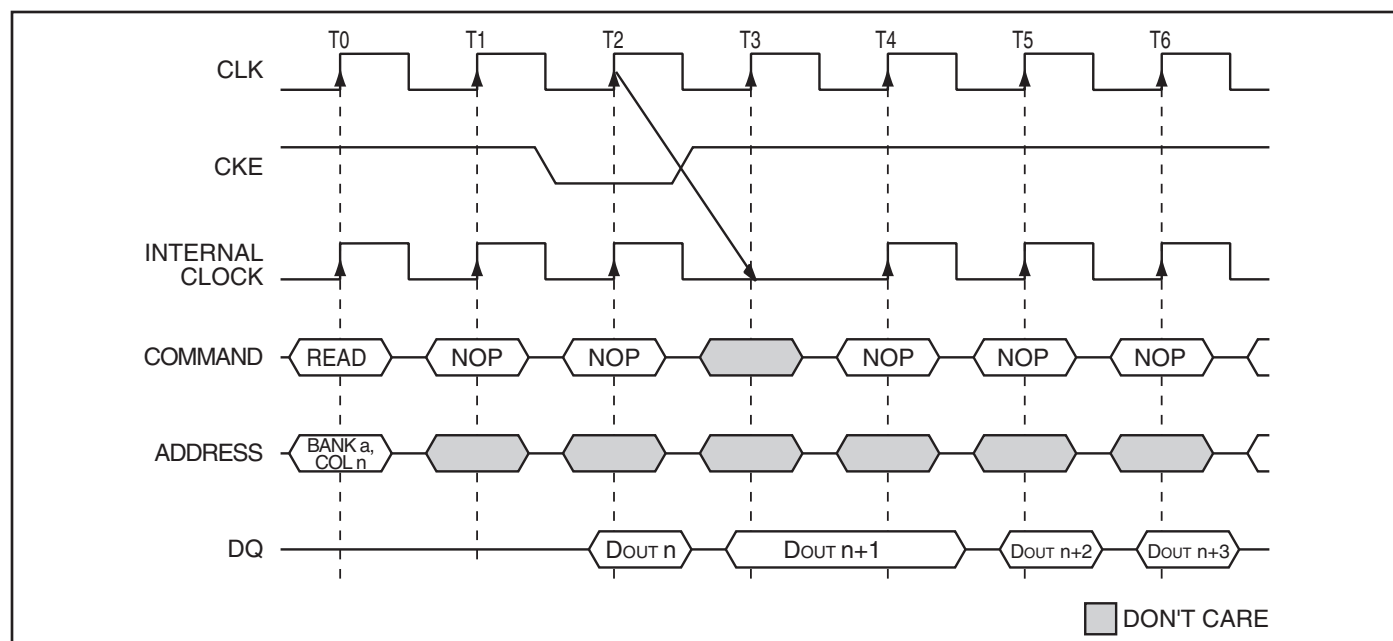 T0 T1 T2 T3 T4 T5 T6
CLK
CKE
INTERNAL
CLOCK
COMMAND READ NOP NOP NOP NOP NOP
ADDRESS BANK a,
COL n
DQ DOUT n DOUT n+1 DOUT n+2 DOUT n+3
DON'T CARE